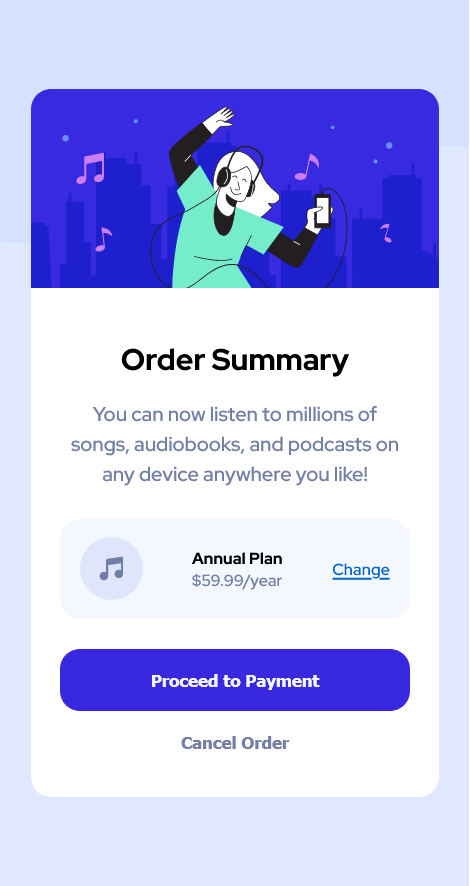 Order Summary
You can now listen to millions of
songs, audiobooks, and podcasts on
any device anywhere you like!
Annual Plan
$59.99/year
Change
Proceed to Payment
Cancel Order